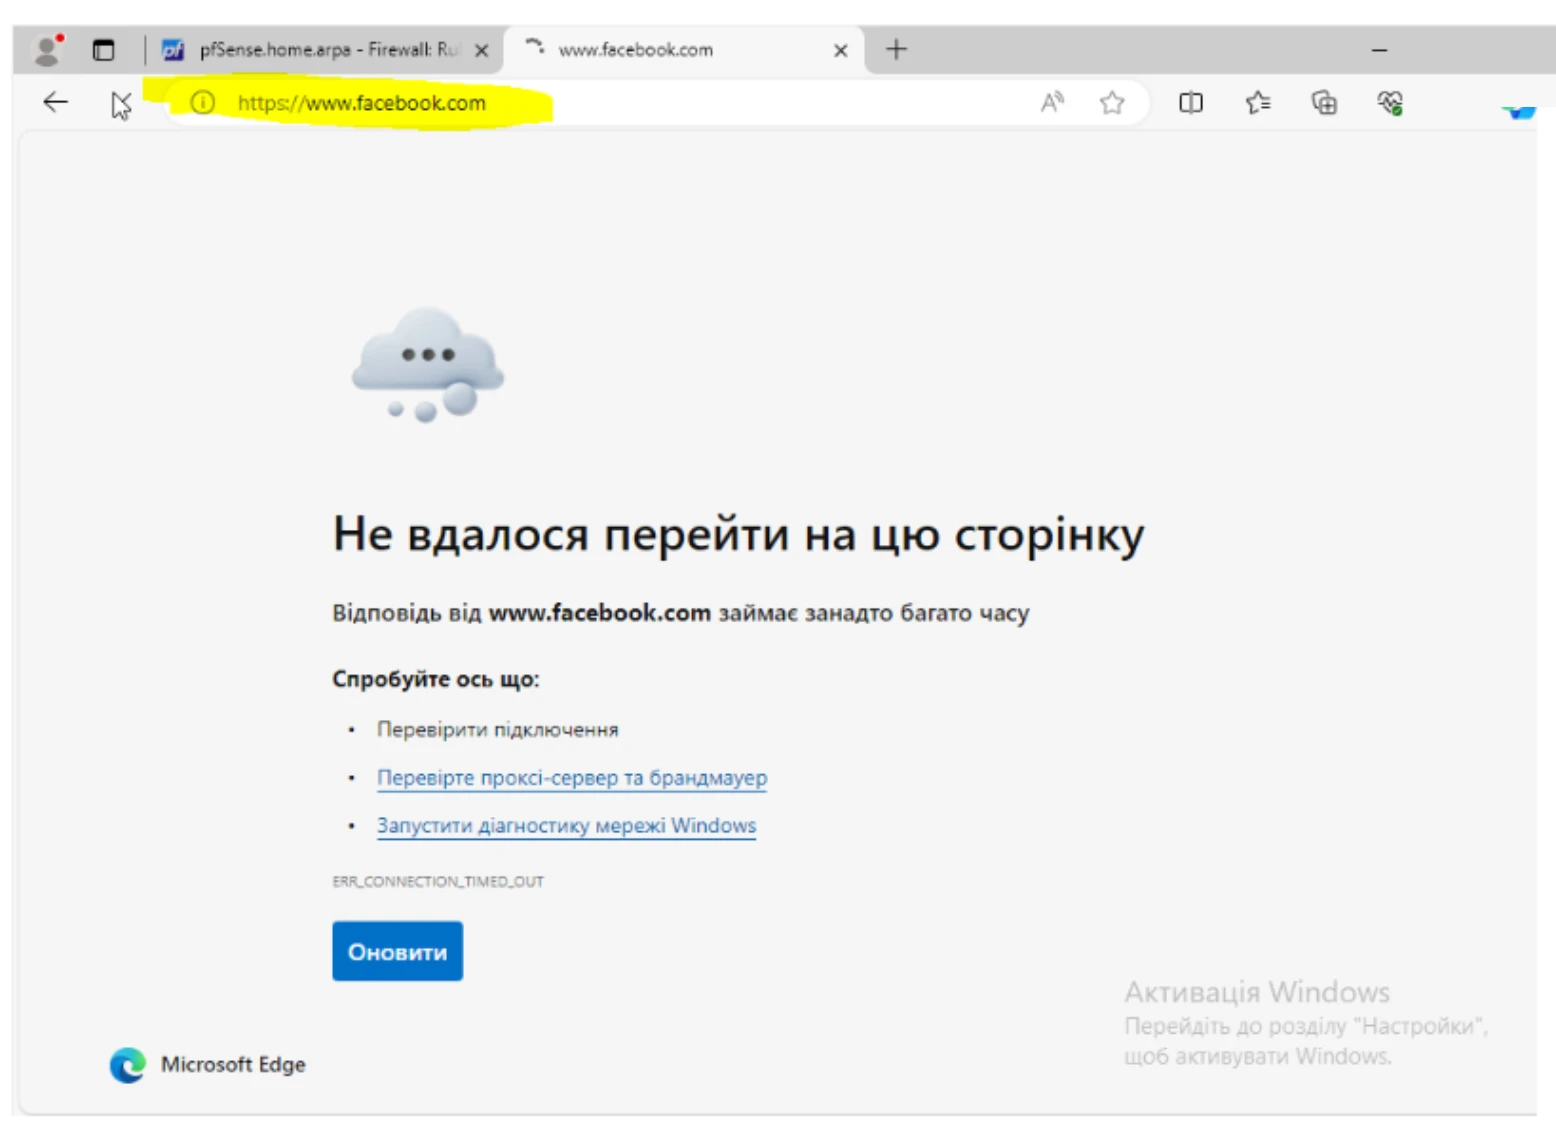 pfSense.home.arpa - Firewall: Ru
www.facebook.com
https://www.facebook.com
Не вдалося перейти на цю сторінку
Відповідь від www.facebook.com займає занадто багато часу
Спробуйте ось що:
• Перевірити підключення
• Перевірте проксі-сервер та брандмауер
• Запустити діагностику мережі Windows
ERR_CONNECTION_TIMED_OUT
Оновити
Активація Windows
Перейдіть до розділу "Настройки",
щоб активувати Windows.
Microsoft Edge